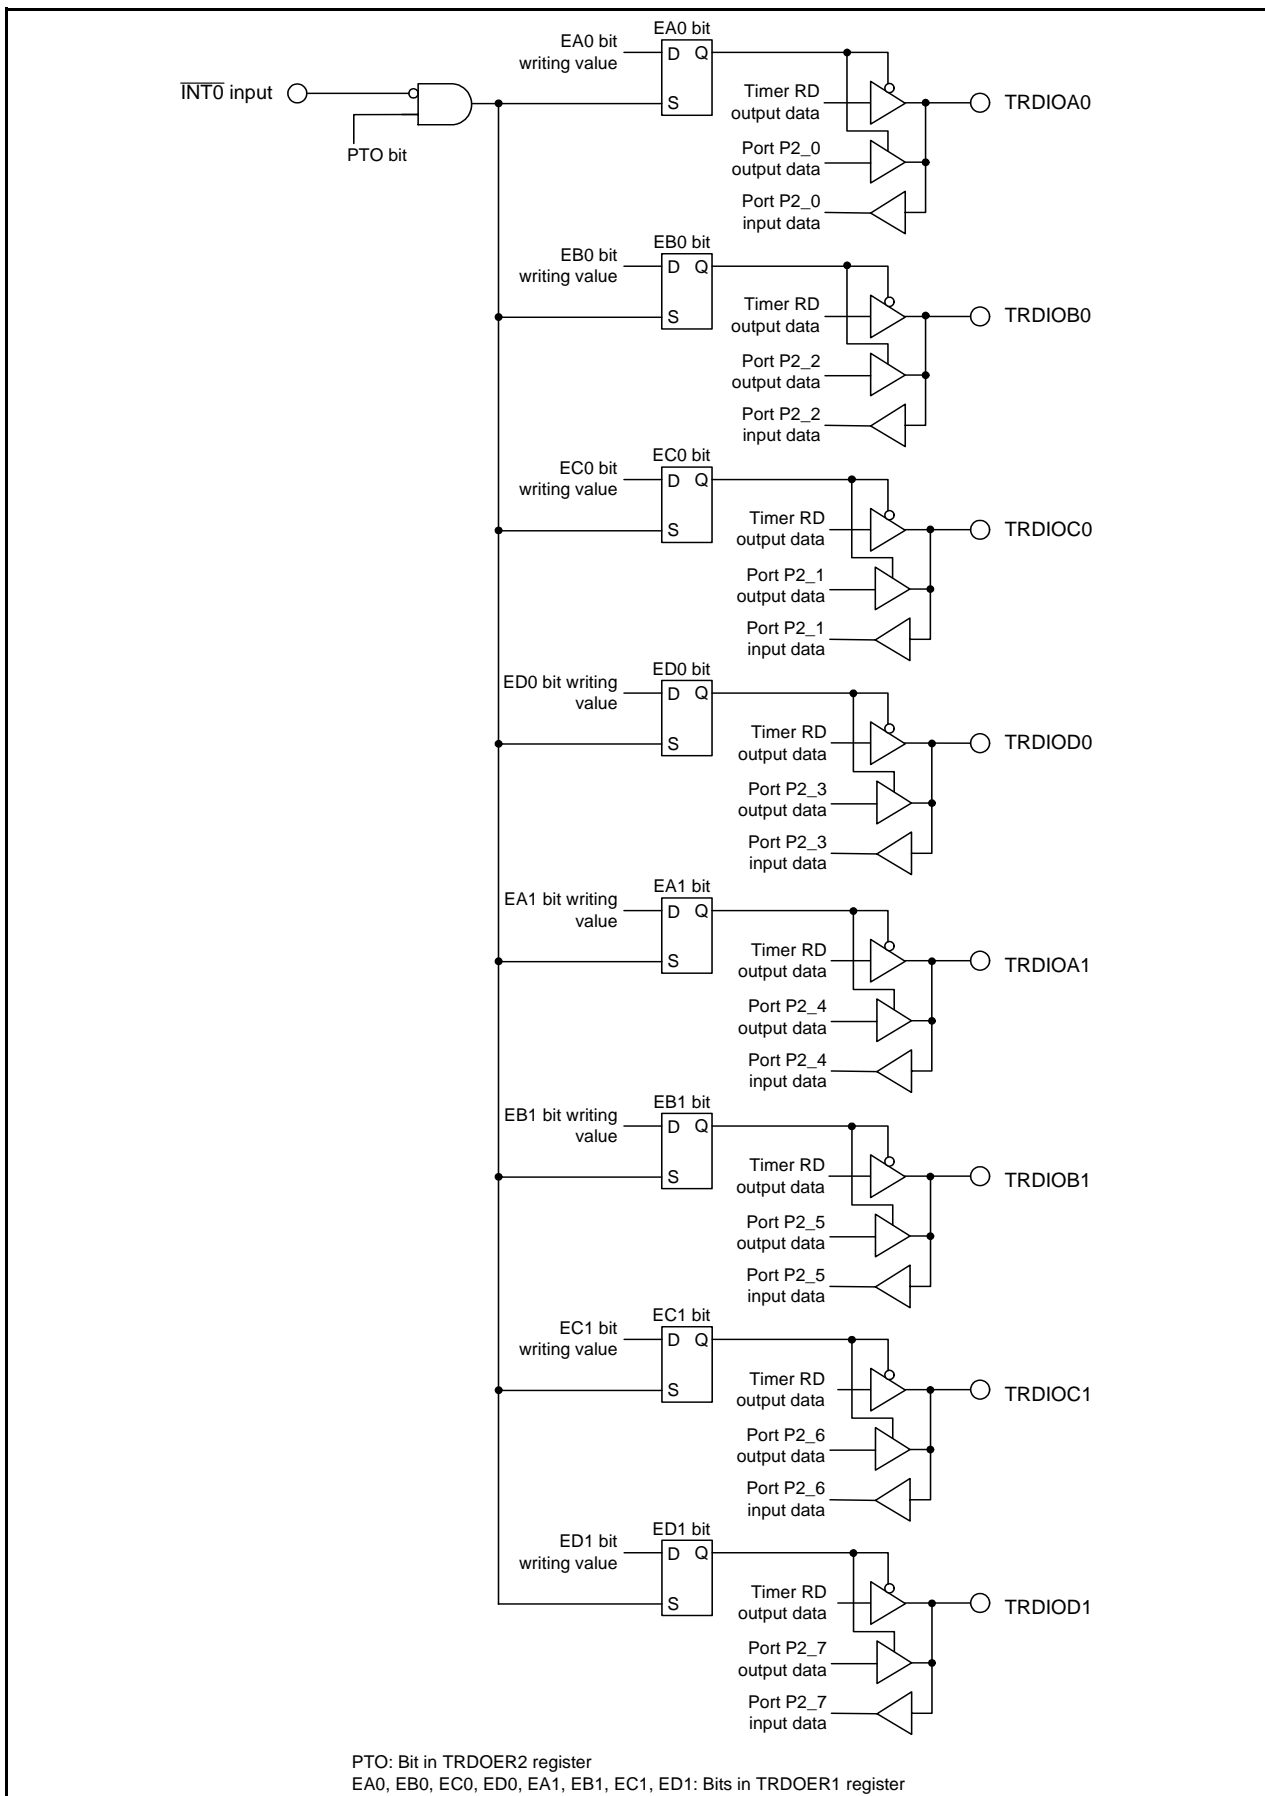 EA0 bit
EA0 bit
writing value
D Q
S
INT0 input
PTO bit
Timer RD
output data
TRDIOA0
Port P2_0
output data
Port P2_0
input data
EB0 bit
EB0 bit
writing value
D Q
S
Timer RD
output data
TRDIOB0
Port P2_2
output data
Port P2_2
input data
EC0 bit
EC0 bit
writing value
D Q
S
Timer RD
output data
TRDIOC0
Port P2_1
output data
Port P2_1
input data
ED0 bit
ED0 bit writing
value
D Q
S
Timer RD
output data
TRDIOD0
Port P2_3
output data
Port P2_3
input data
EA1 bit
EA1 bit writing
value
D Q
S
Timer RD
output data
TRDIOA1
Port P2_4
output data
Port P2_4
input data
EB1 bit
EB1 bit writing
value
D Q
S
Timer RD
output data
TRDIOB1
Port P2_5
output data
Port P2_5
input data
EC1 bit
EC1 bit
writing value
D Q
S
Timer RD
output data
TRDIOC1
Port P2_6
output data
Port P2_6
input data
ED1 bit
ED1 bit
writing value
D Q
S
Timer RD
output data
TRDIOD1
Port P2_7
output data
Port P2_7
input data
PTO: Bit in TRDOER2 register
EA0, EB0, EC0, ED0, EA1, EB1, EC1, ED1: Bits in TRDOER1 register